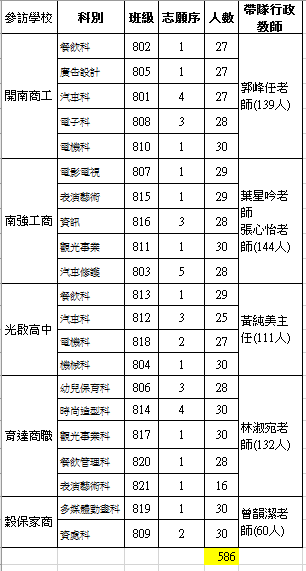 參訪學校 科別 班級 志願序 人數 帶隊行政教師
開南商工 餐飲科 802 1 27 郭峰任老師(139人)
廣告設計 805 1 27
汽車科 801 4 27
電子科 808 3 28
電機科 810 1 30
南強工商 電影電視 807 1 29 葉星吟老師 張心怡老師(144人)
表演藝術 815 1 29
資訊 816 3 28
觀光事業 811 1 30
汽車修護 803 5 28
光啟高中 餐飲科 813 1 29 黃純美主任(111人)
汽車科 812 3 25
電機科 818 2 27
機械科 804 1 30
育達商職 幼兒保育科 806 3 28 林淑宛老師(132人)
時尚造型科 814 4 30
觀光事業科 817 1 30
餐飲管理科 820 1 28
表演藝術科 821 1 16
穀保家商 多媒體動畫科 819 1 30 曾韻潔老師(60人)
資處科 809 2 30
586